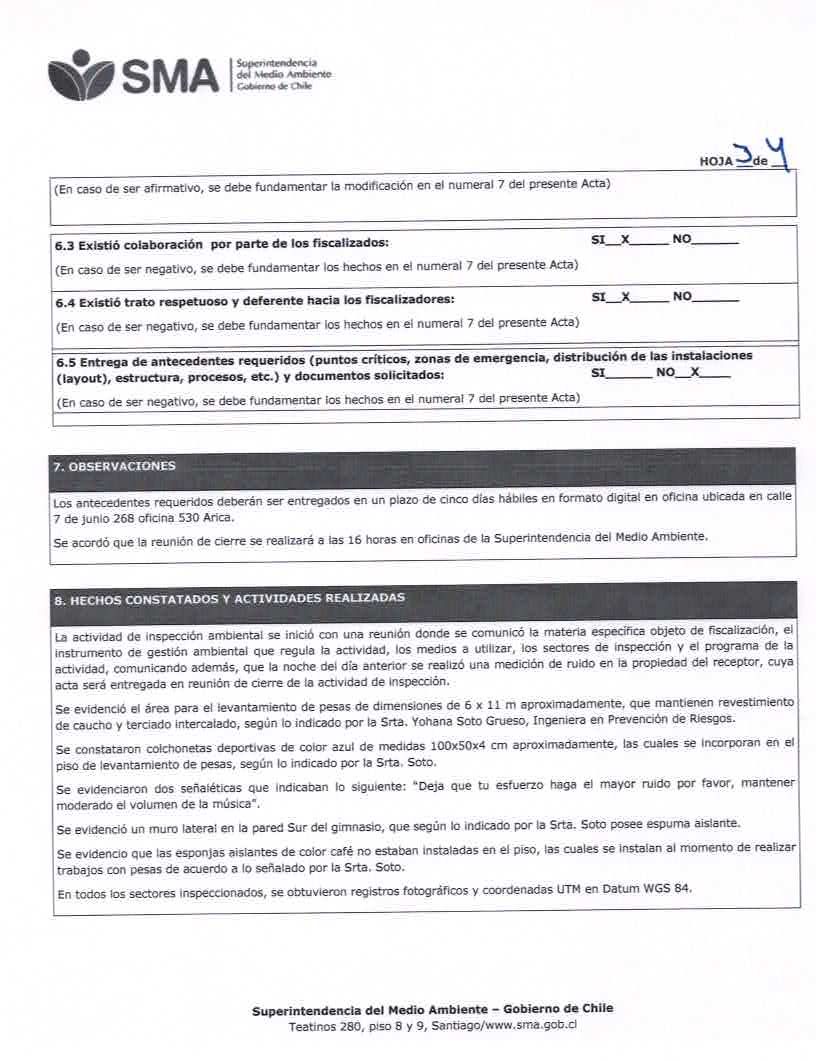 SMA
Superintendencia
del Medio Ambiente
Gobierno de Chile
HOJA 3 de 4
(En caso de ser afirmativo, se debe fundamentar la modificación en el numeral 7 del presente Acta)
6.3 Existió colaboración por parte de los fiscalizados: SI__X______ NO_______
(En caso de ser negativo, se debe fundamentar los hechos en el numeral 7 del presente Acta)
6.4 Existió trato respetuoso y deferente hacia los fiscalizadores: SI__X______ NO_______
(En caso de ser negativo, se debe fundamentar los hechos en el numeral 7 del presente Acta)
6.5 Entrega de antecedentes requeridos (puntos críticos, zonas de emergencia, distribución de las instalaciones
(layout), estructura, procesos, etc.) y documentos solicitados: SI_______ NO__X_____
(En caso de ser negativo, se debe fundamentar los hechos en el numeral 7 del presente Acta)
7. OBSERVACIONES
Los antecedentes requeridos deberán ser entregados en un plazo de cinco días hábiles en formato digital en oficina ubicada en calle
7 de junio 268 oficina 530 Arica.
Se acordó que la reunión de cierre se realizará a las 16 horas en oficinas de la Superintendencia del Medio Ambiente.
8. HECHOS CONSTATADOS Y ACTIVIDADES REALIZADAS
La actividad de inspección ambiental se inició con una reunión donde se comunicó la materia específica objeto de fiscalización, el
instrumento de gestión ambiental que regula la actividad, los medios a utilizar, los sectores de inspección y el programa de la
actividad, comunicando además, que la noche del día anterior se realizó una medición de ruido en la propiedad del receptor, cuya
acta será entregada en reunión de cierre de la actividad de inspección.
Se evidenció el área para el levantamiento de pesas de dimensiones de 6 x 11 m aproximadamente, que mantienen revestimiento
de caucho y terciado intercalado, según lo indicado por la Srta. Yohana Soto Grueso, Ingeniera en Prevención de Riesgos.
Se constataron colchonetas deportivas de color azul de medidas 100x50x4 cm aproximadamente, las cuales se incorporan en el
piso de levantamiento de pesas, según lo indicado por la Srta. Soto.
Se evidenciaron dos señaléticas que indicaban lo siguiente: "Deja que tu esfuerzo haga el mayor ruido por favor, mantener
moderado el volumen de la música".
Se evidenció un muro lateral en la pared Sur del gimnasio, que según lo indicado por la Srta. Soto posee espuma aislante.
Se evidencio que las esponjas aislantes de color café no estaban instaladas en el piso, las cuales se instalan al momento de realizar
trabajos con pesas de acuerdo a lo señalado por la Srta. Soto.
En todos los sectores inspeccionados, se obtuvieron registros fotográficos y coordenadas UTM en Datum WGS 84.
Superintendencia del Medio Ambiente – Gobierno de Chile
Teatinos 280, piso 8 y 9, Santiago/www.sma.gob.cl